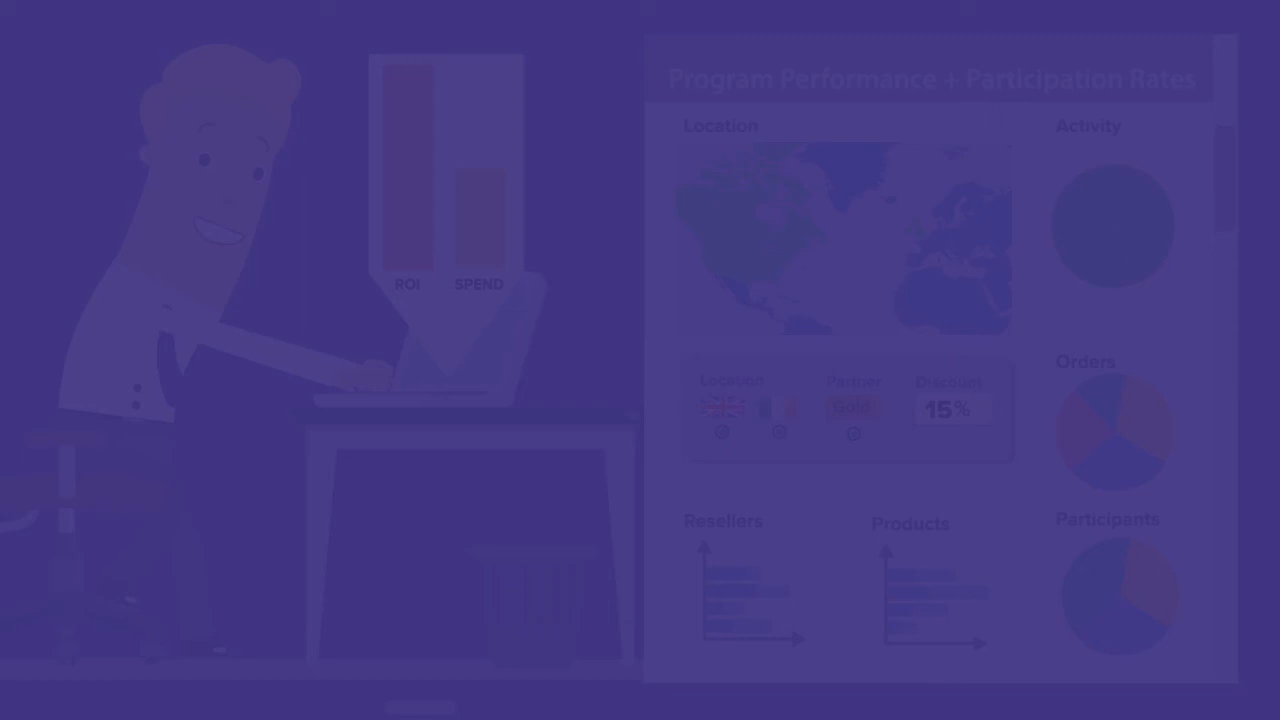 ROI SPEND
Program Performance + Participation Rates
Location
Activity
Location Partner Discount
Gold 15%
Orders
Resellers
Products
Participants